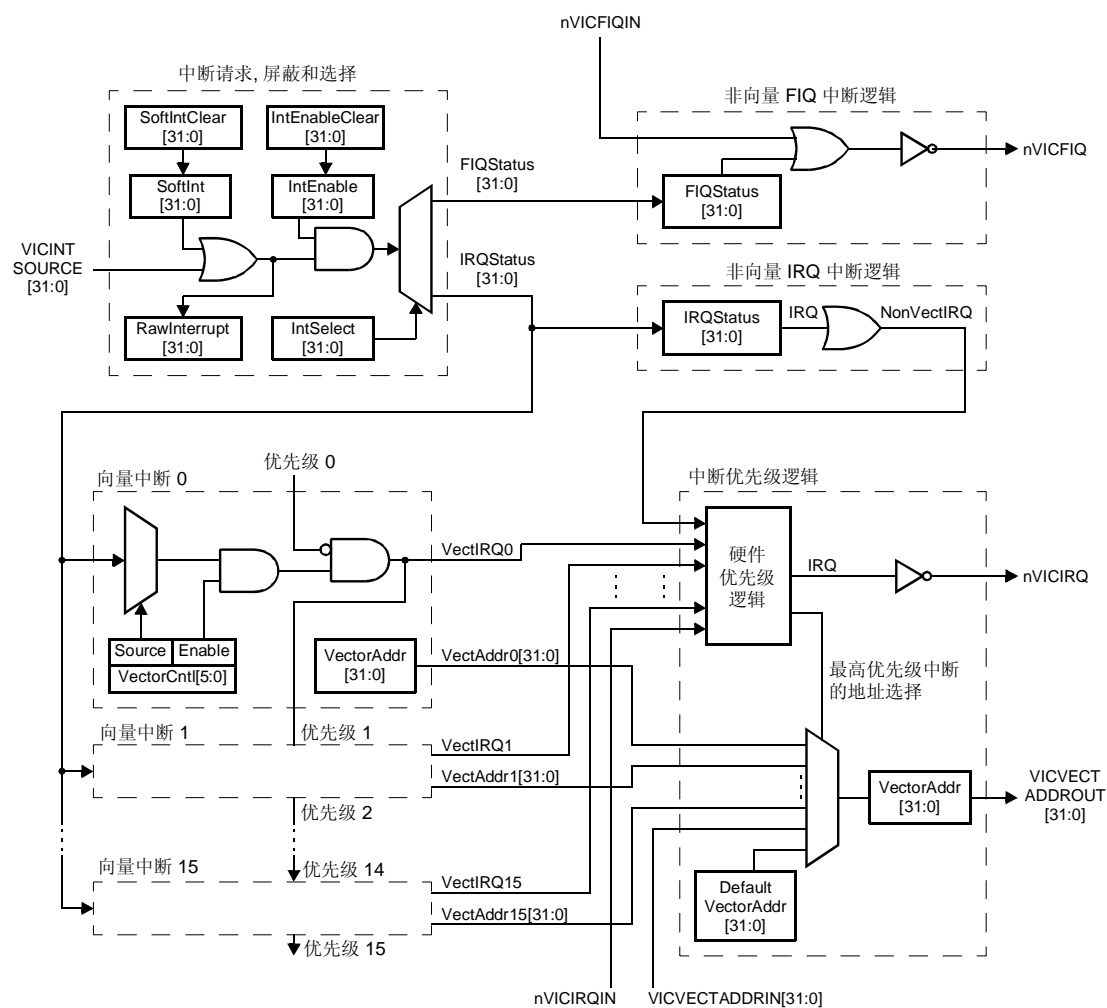 nVICFIQIN
中断请求, 屏蔽和选择
SoftIntClear
[31:0]
IntEnableClear
[31:0]
SoftInt
[31:0]
IntEnable
[31:0]
VICINT
SOURCE
[31:0]
RawInterrupt
[31:0]
IntSelect
[31:0]
FIQStatus
[31:0]
IRQStatus
[31:0]
非向量 FIQ 中断逻辑
FIQStatus
[31:0]
nVICFIQ
非向量 IRQ 中断逻辑
IRQStatus
[31:0]
IRQ
NonVectIRQ
向量中断 0
优先级 0
Source
Enable
VectorCntl[5:0]
VectorAddr
[31:0]
VectIRQ0
VectAddr0[31:0]
向量中断 1
优先级 1
VectIRQ1
VectAddr1[31:0]
优先级 2
向量中断 15
优先级 14
VectIRQ15
VectAddr15[31:0]
优先级 15
中断优先级逻辑
硬件
优先级
逻辑
IRQ
nVICIRQ
最高优先级中断
的地址选择
VectorAddr
[31:0]
VICVECT
ADDROUT
[31:0]
Default
VectorAddr
[31:0]
nVICIRQIN
VICVECTADDRIN[31:0]